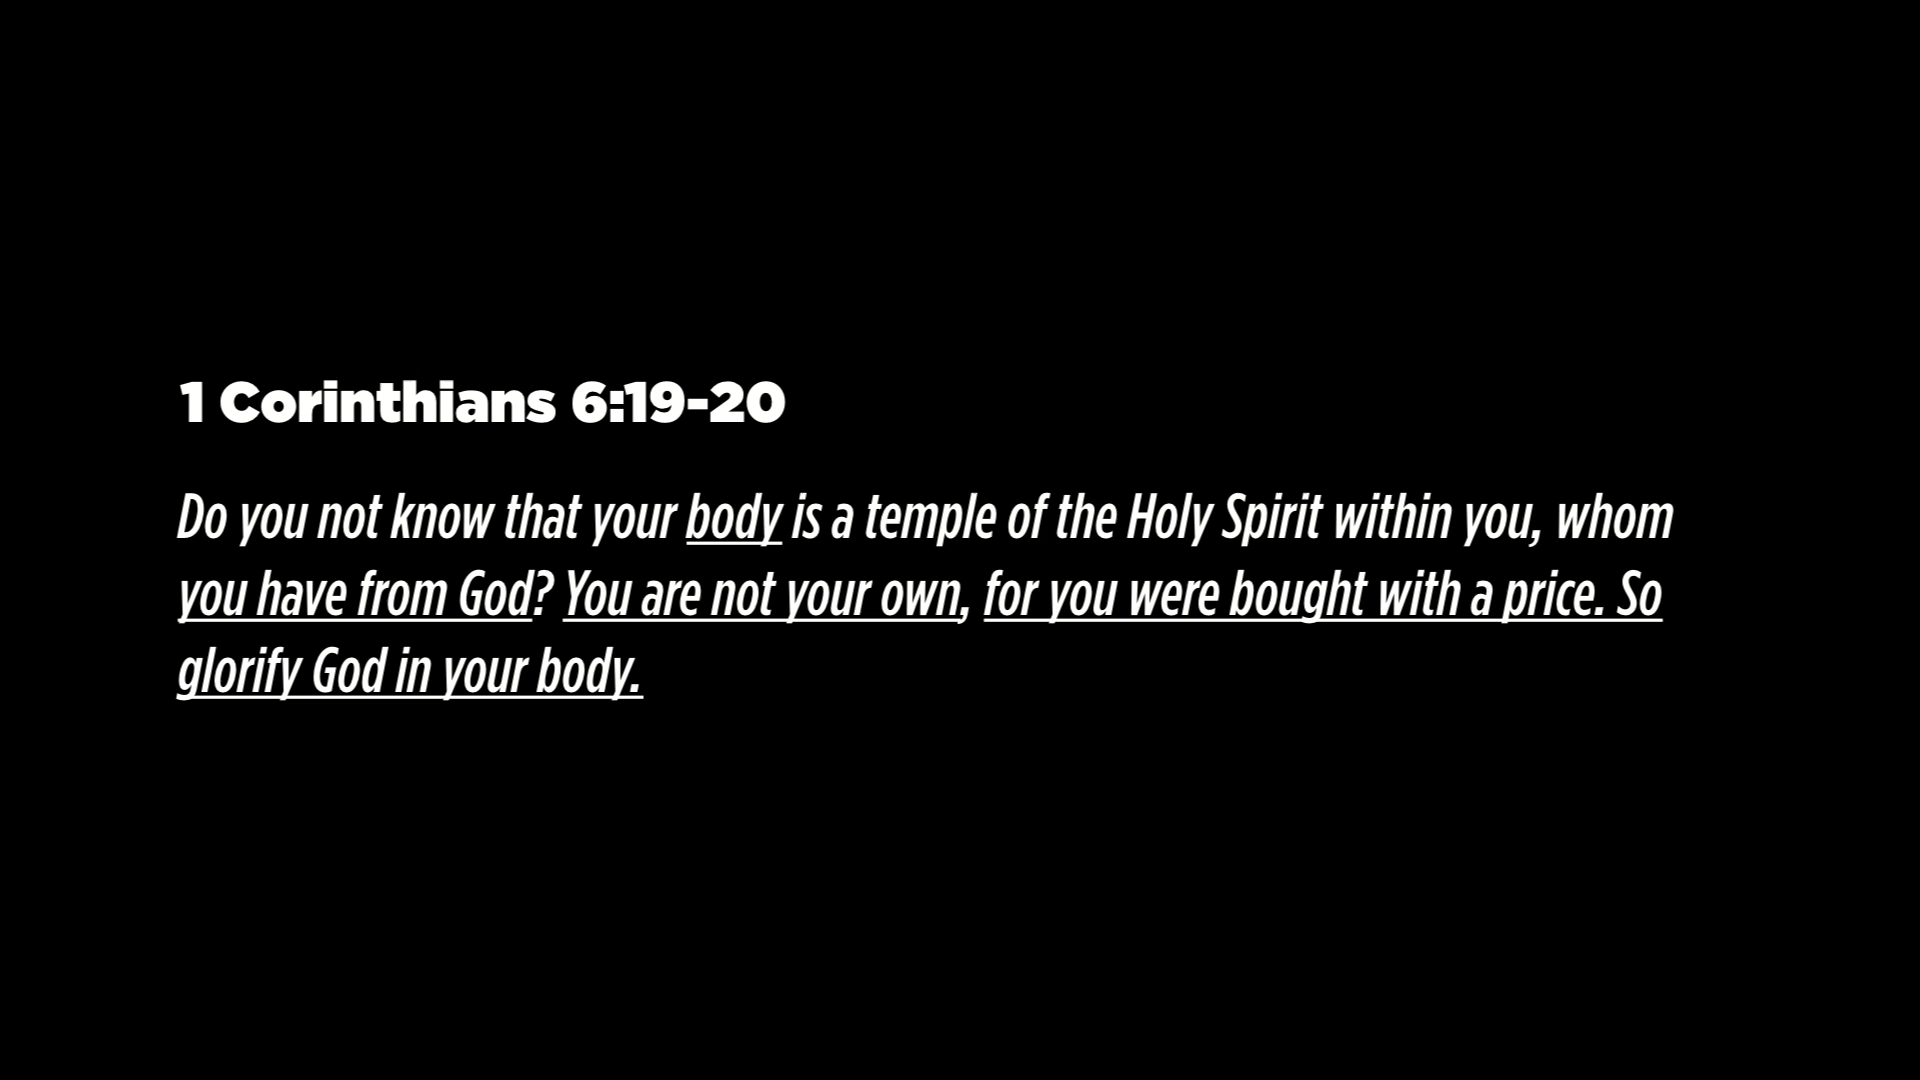 1 Corinthians 6:19-20
Do you not know that your body is a temple of the Holy Spirit within you, whom
you have from God? You are not your own, for you were bought with a price. So
glorify God in your body.